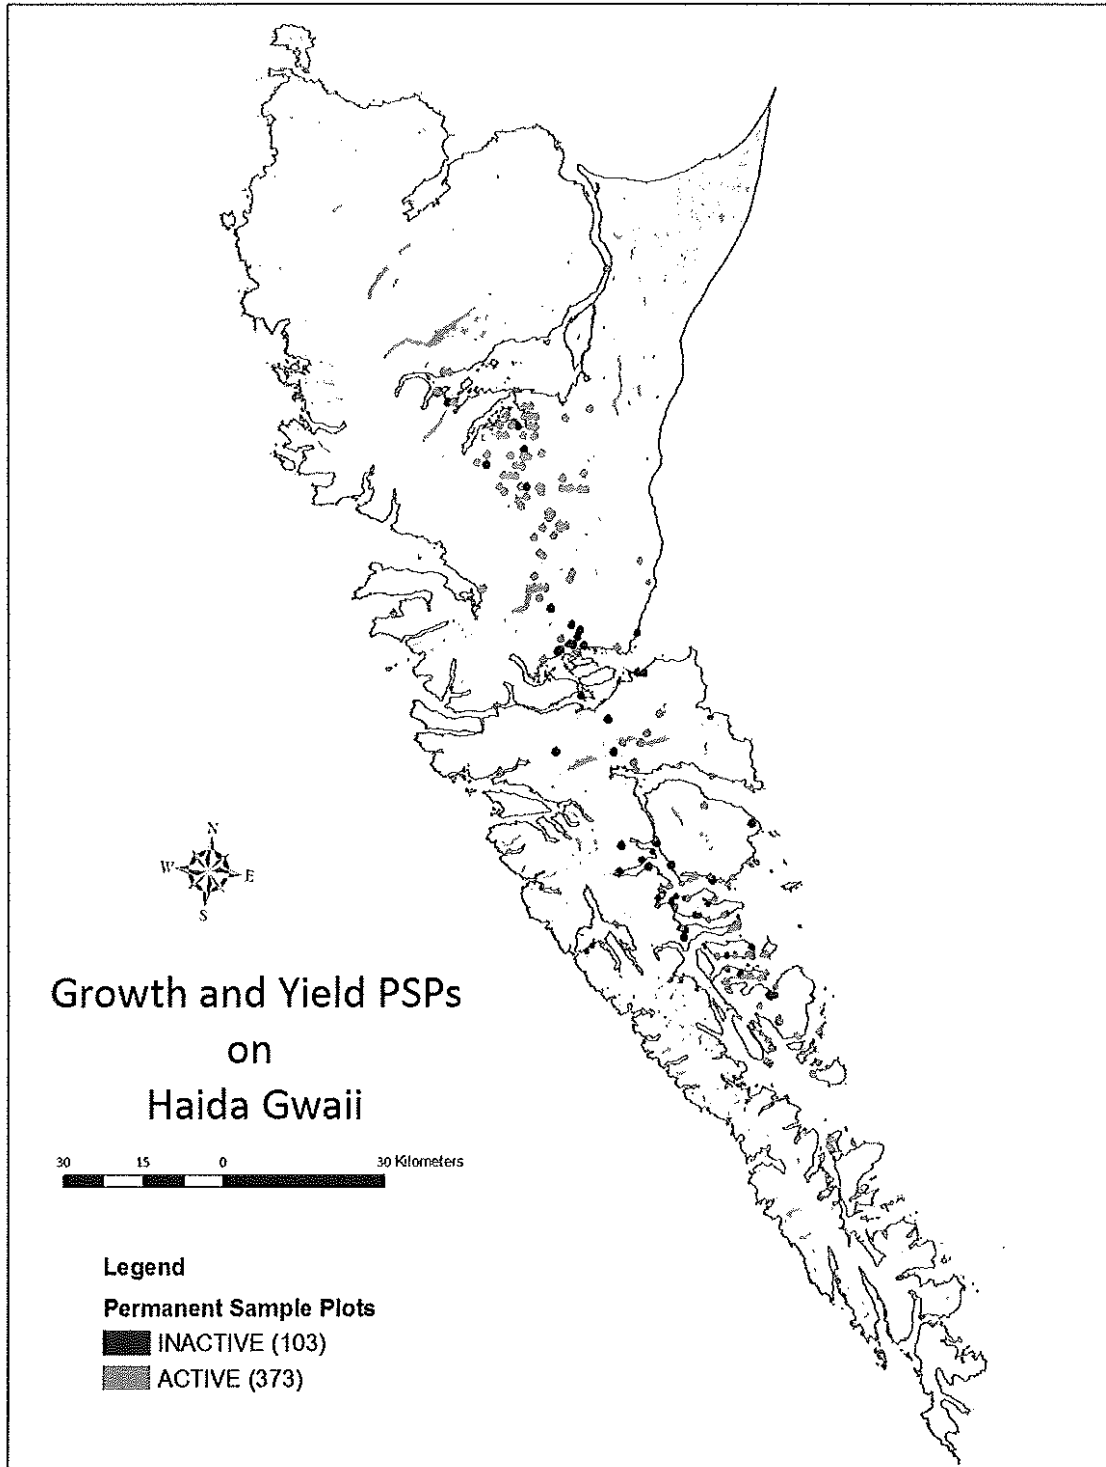 N
W E
S
Growth and Yield PSPs
on
Haida Gwaii
30 15 0 30 Kilometers
Legend
Permanent Sample Plots
INACTIVE (103)
ACTIVE (373)